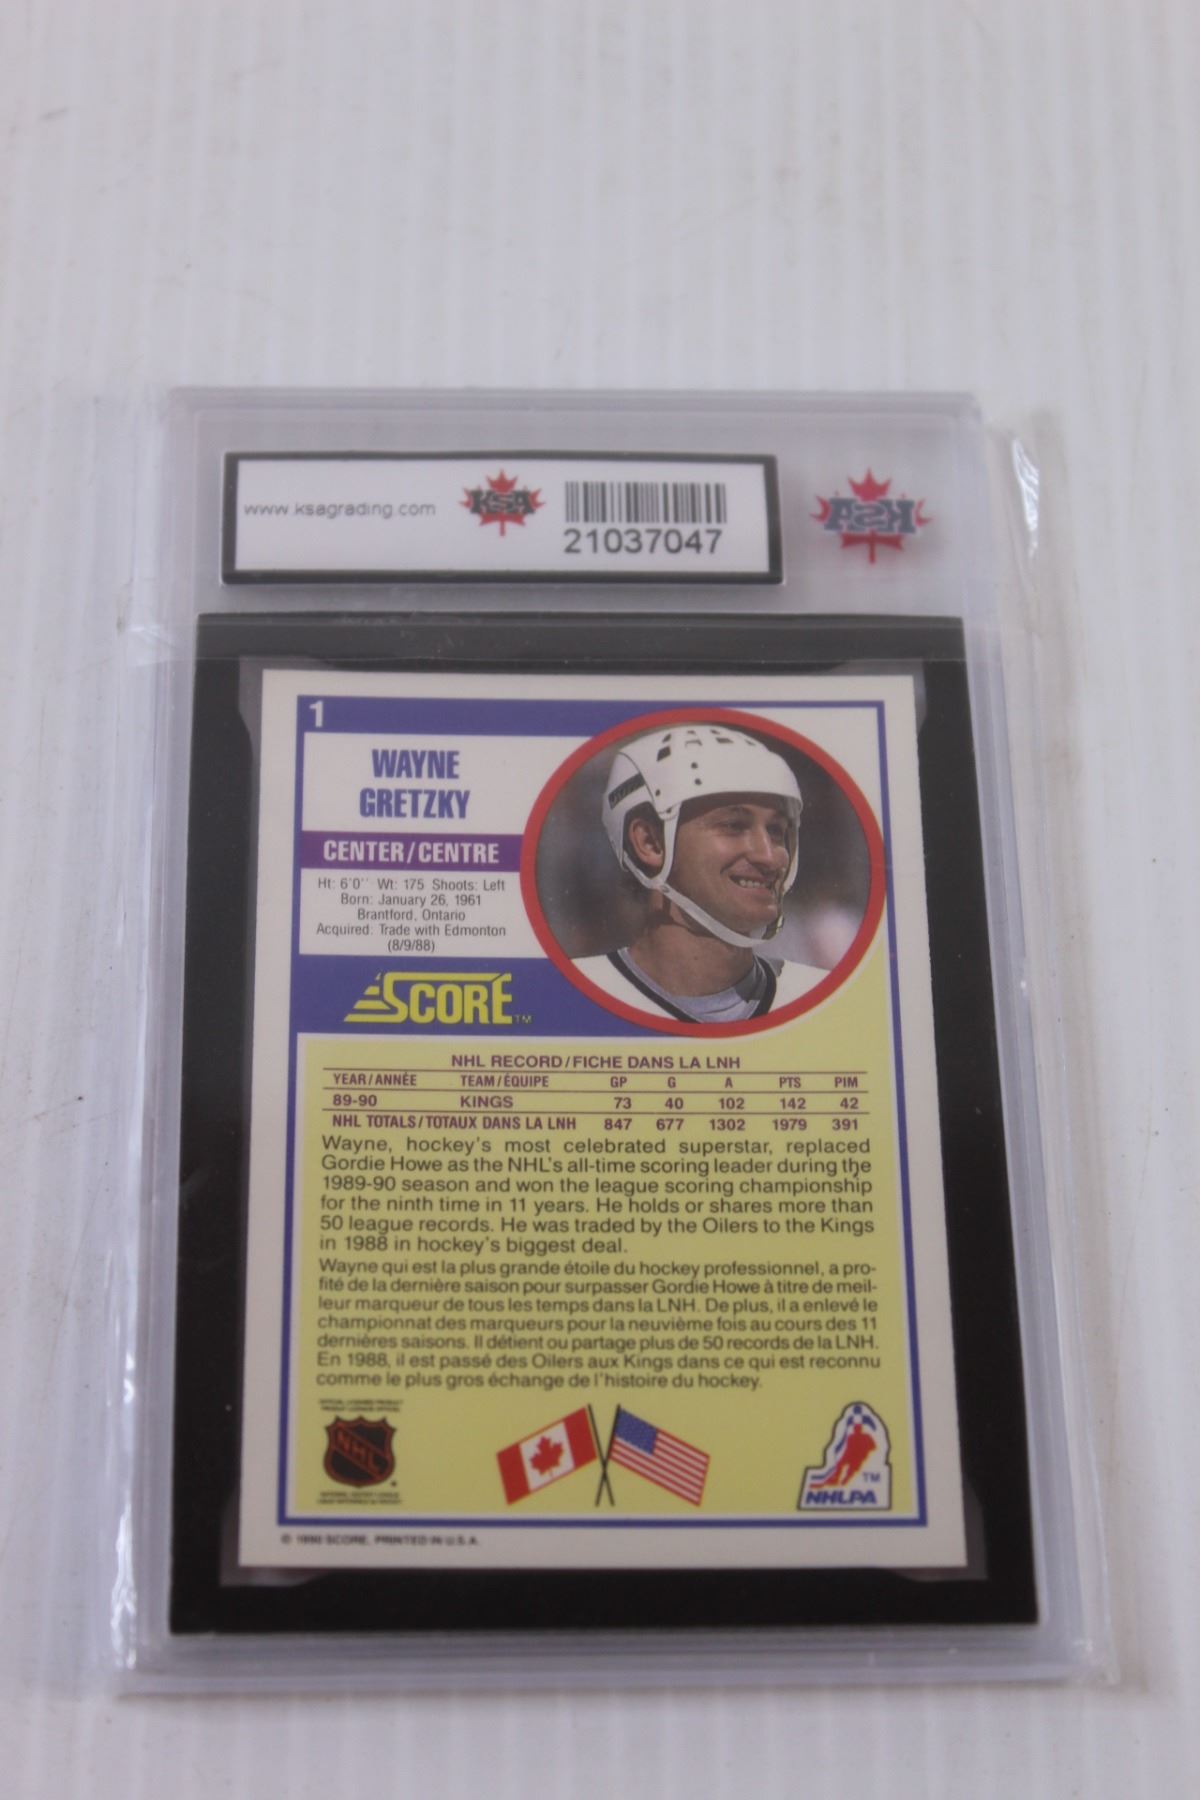 www.ksagrading.com
KSA
21037047
KSA
1
WAYNE
GRETZKY
CENTER/CENTRE
Ht: 6'0'' Wt: 175 Shoots: Left
Born: January 26, 1961
Brantford, Ontario
Acquired: Trade with Edmonton
(8/9/88)
SCORE™
NHL RECORD/FICHE DANS LA LNH
YEAR/ANNÉE TEAM/ÉQUIPE GP G A PTS PIM
89-90 KINGS 73 40 102 142 42
NHL TOTALS/TOTAUX DANS LA LNH 847 677 1302 1979 391
Wayne, hockey's most celebrated superstar, replaced
Gordie Howe as the NHL's all-time scoring leader during the
1989-90 season and won the league scoring championship
for the ninth time in 11 years. He holds or shares more than
50 league records. He was traded by the Oilers to the Kings
in 1988 in hockey's biggest deal.
Wayne qui est la plus grande étoile du hockey professionnel, a pro-
fité de la dernière saison pour surpasser Gordie Howe à titre de meil-
leur marqueur de tous les temps dans la LNH. De plus, il a enlevé le
championnat des marqueurs pour la neuvième fois au cours des 11
dernières saisons. Il détient ou partage plus de 50 records de la LNH.
En 1988, il est passé des Oilers aux Kings dans ce qui est reconnu
comme le plus gros échange de l'histoire du hockey.
NHL
TM
NHLPA
© 1990 SCORE, PRINTED IN U.S.A.